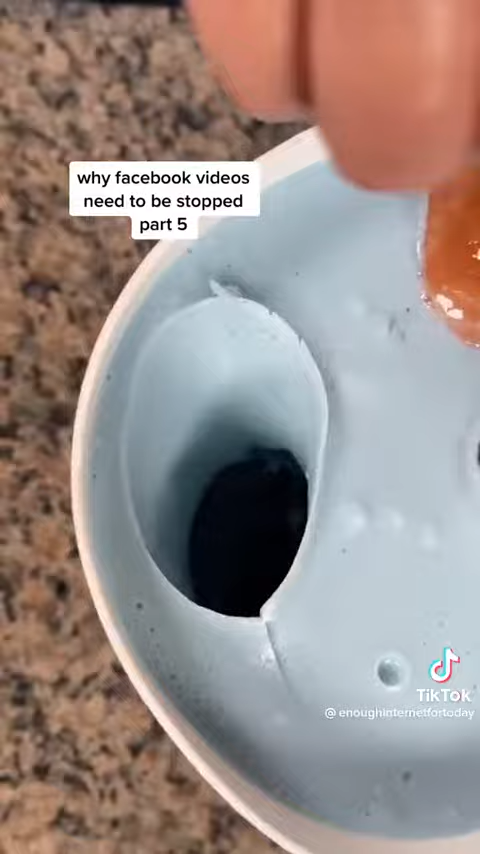 why facebook videos
need to be stopped
part 5
TikTok
@enoughinternetfortoday